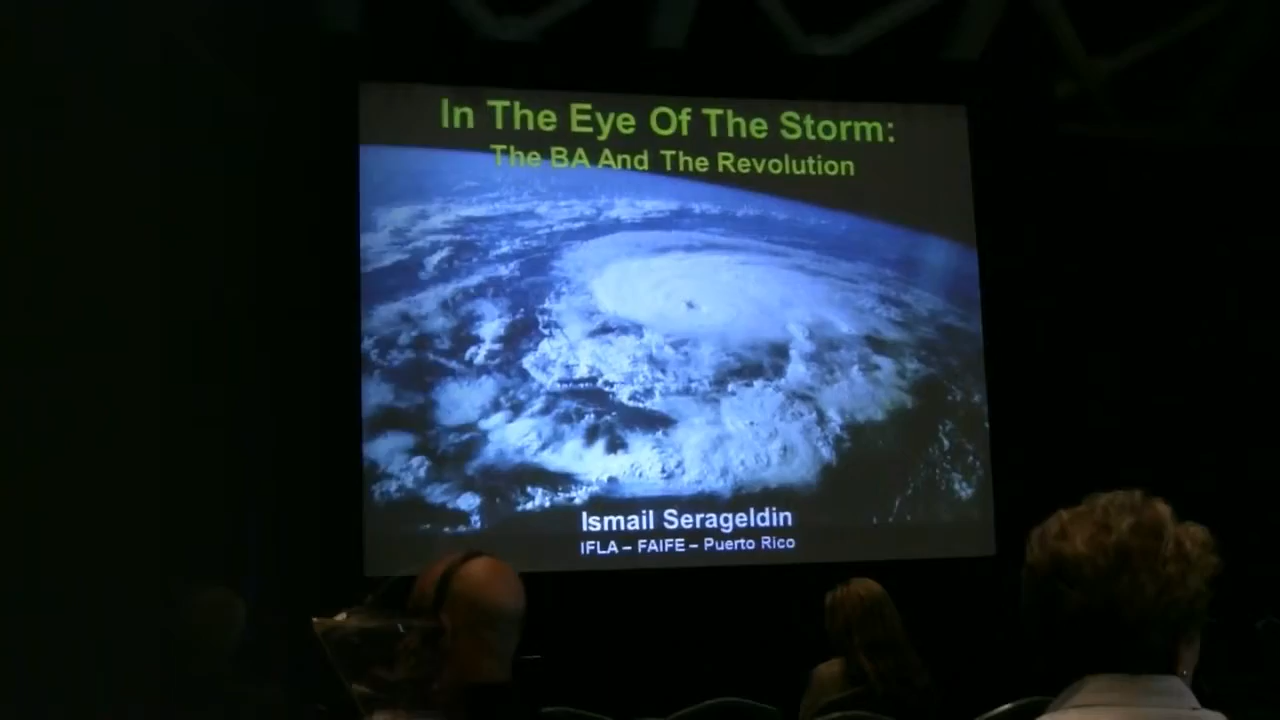 In The Eye Of The Storm:
The BA And The Revolution
Ismail Serageldin
IFLA – FAIFE – Puerto Rico